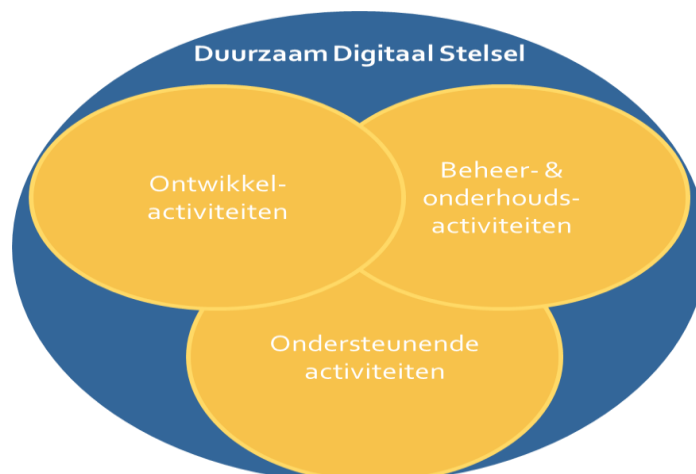 Duurzaam Digitaal Stelsel
Ontwikkel-
activiteiten
Beheer- &
onderhouds-
activiteiten
Ondersteunende
activiteiten